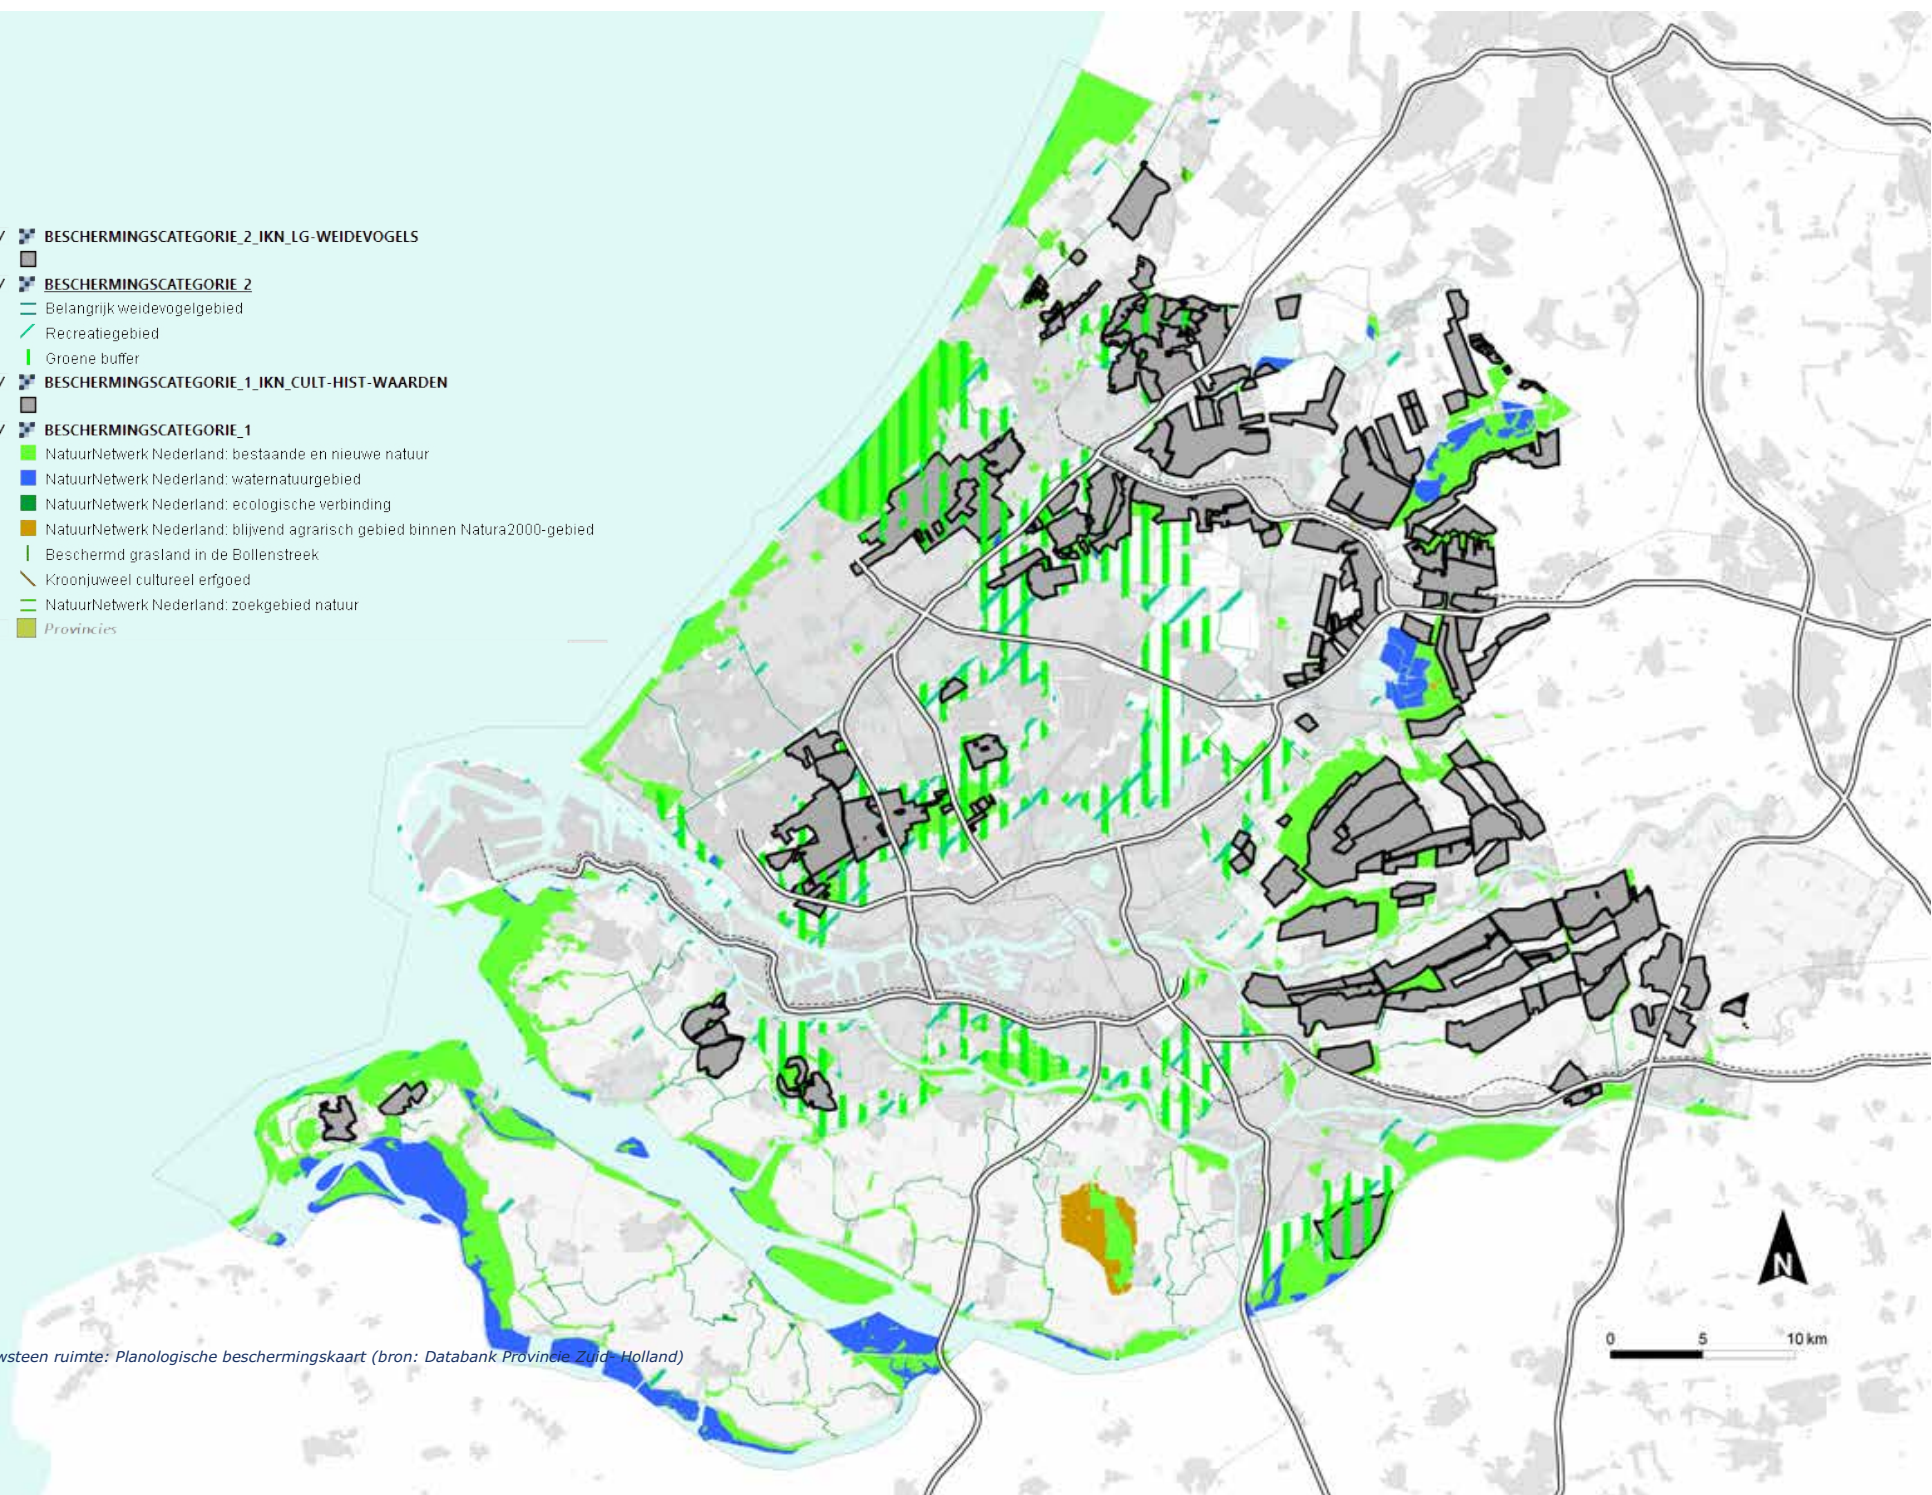 BESCHERMINGSCATEGORIE_2_IKN_LG-WEIDEVOGELS
BESCHERMINGSCATEGORIE_2
Belangrijk weidevogelgebied
Recreatiegebied
Groene buffer
BESCHERMINGSCATEGORIE_1_IKN_CULT-HIST-WAARDEN
BESCHERMINGSCATEGORIE_1
NatuurNetwerk Nederland: bestaande en nieuwe natuur
NatuurNetwerk Nederland: waternatuurgebied
NatuurNetwerk Nederland: ecologische verbinding
NatuurNetwerk Nederland: blijvend agrarisch gebied binnen Natura2000-gebied
Beschermd grasland in de Bollenstreek
Kroonjuweel cultureel erfgoed
NatuurNetwerk Nederland: zoekgebied natuur
Provincies
N
0 5 10 km
wsteen ruimte: Planologische beschermingskaart (bron: Databank Provincie Zuid- Holland)